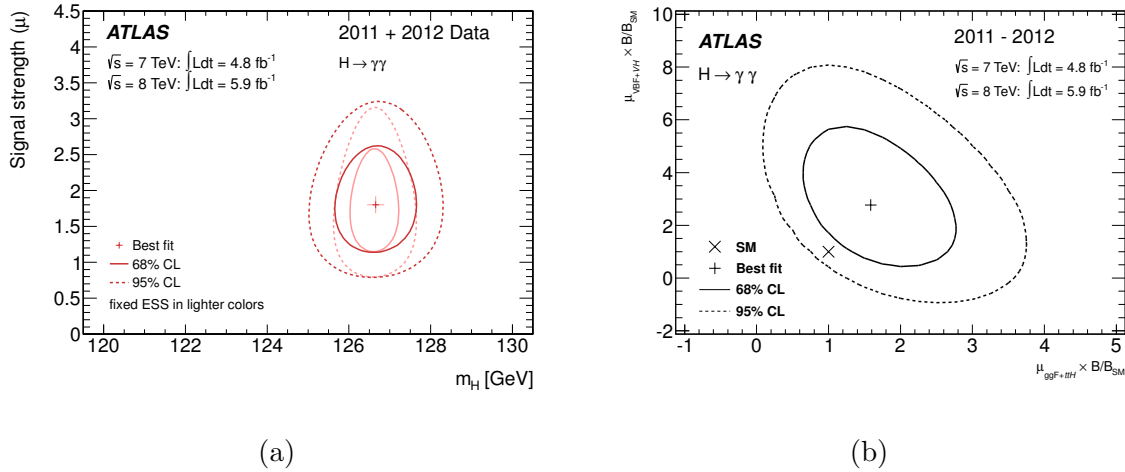 ATLAS
2011 + 2012 Data
√s = 7 TeV: ∫Ldt = 4.8 fb⁻¹
√s = 8 TeV: ∫Ldt = 5.9 fb⁻¹
H→γγ
Signal strength (μ)
5
4.5
4
3.5
3
2.5
2
1.5
1
0.5
0
Best fit
68% CL
95% CL
fixed ESS in lighter colors
120 122 124 126 128 130
m_H [GeV]
(a)
ATLAS
2011 - 2012
H→γ γ
√s = 7 TeV: ∫Ldt = 4.8 fb⁻¹
√s = 8 TeV: ∫Ldt = 5.9 fb⁻¹
μ_VBF+VH × B/B_SM
10
8
6
4
2
0
-2
SM
Best fit
68% CL
95% CL
-1 0 1 2 3 4 5
μ_ggF+ttH × B/B_SM
(b)